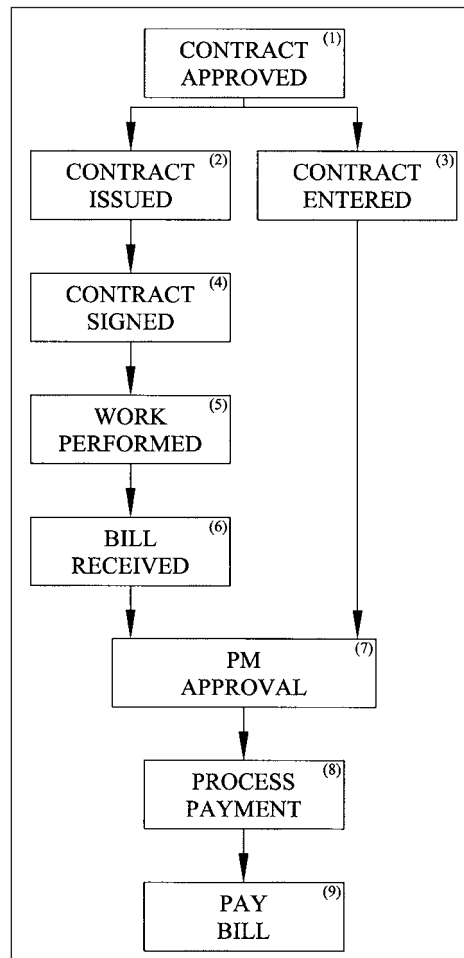 (1)
CONTRACT
APPROVED
(2)
CONTRACT
ISSUED
(3)
CONTRACT
ENTERED
(4)
CONTRACT
SIGNED
(5)
WORK
PERFORMED
(6)
BILL
RECEIVED
(7)
PM
APPROVAL
(8)
PROCESS
PAYMENT
(9)
PAY
BILL